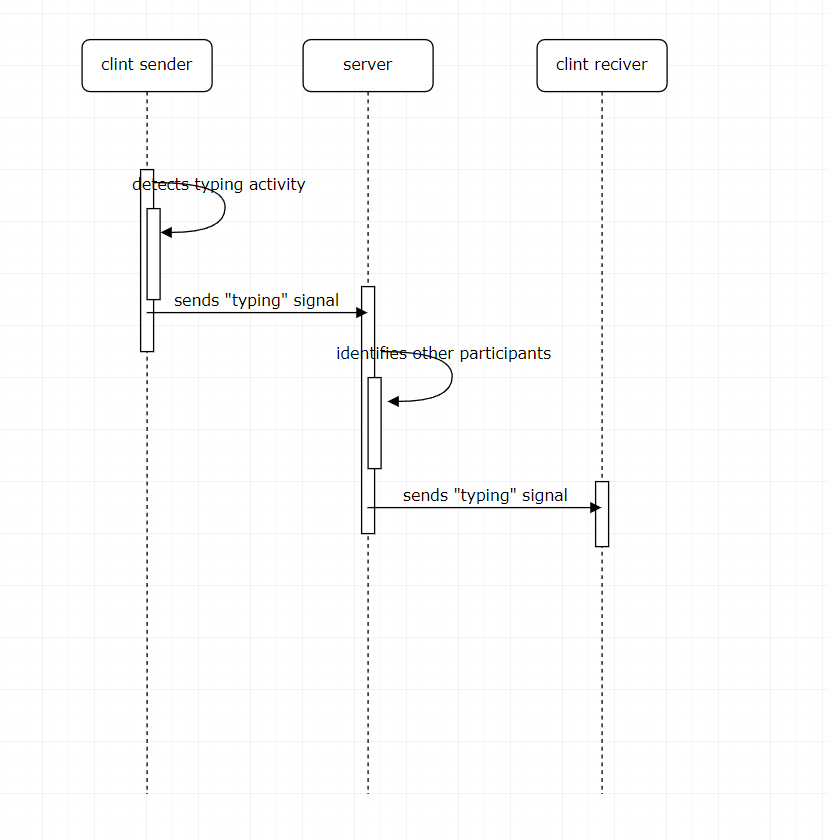 clint sender
server
clint reciver
detects typing activity
sends "typing" signal
identifies other participants
sends "typing" signal